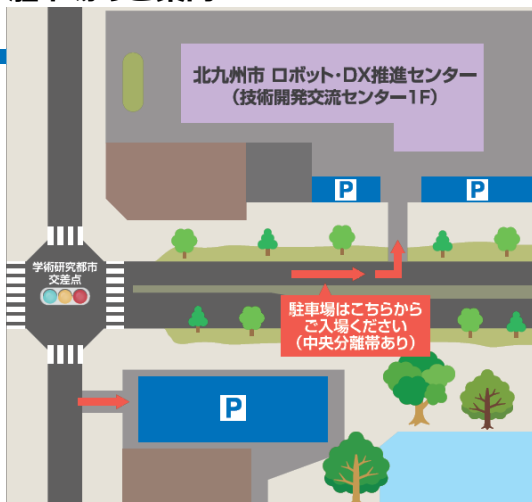 北九州市 ロボット・DX推進センター
（技術開発交流センター1F）
P
P
学術研究都市
交差点
駐車場はこちらから
ご入場ください
（中央分離帯あり）
P